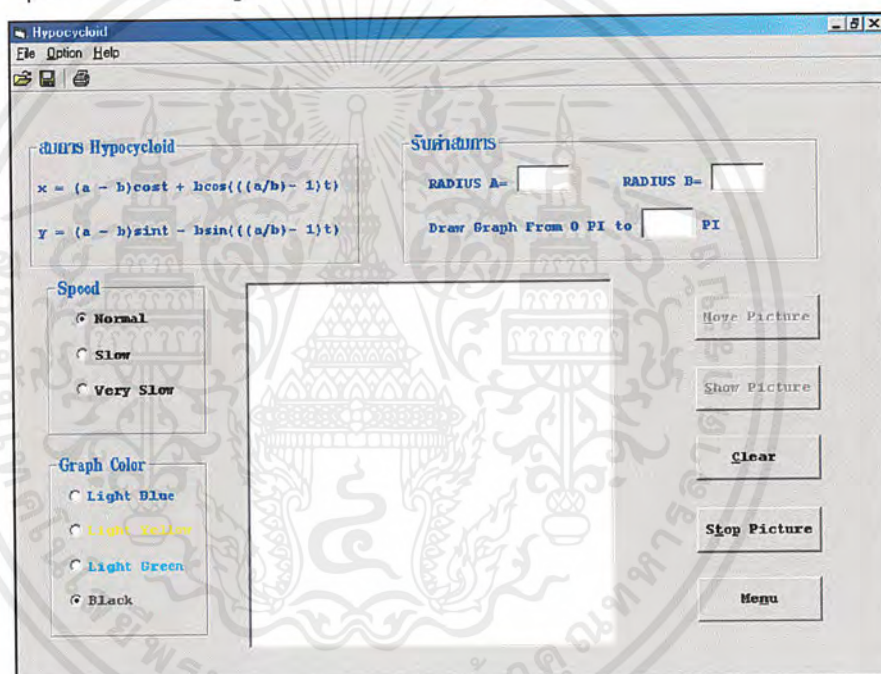 Hypocycloid
File Option Help
สมการ Hypocycloid
x = (a - b)cost + bcos(((a/b)- 1)t)
y = (a - b)sint - bsin(((a/b)- 1)t)
รับค่าสมการ
RADIUS A= RADIUS B=
Draw Graph From 0 PI to PI
Speed
Normal
Slow
Very Slow
Graph Color
Light Blue
Light Yellow
Light Green
Black
Move Picture
Show Picture
Clear
Stop Picture
Menu